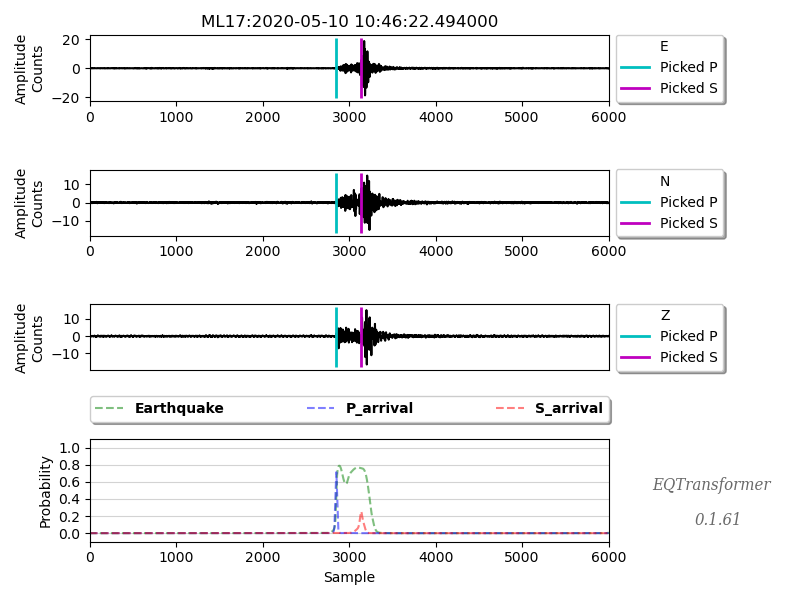 ML17:2020-05-10 10:46:22.494000
Amplitude
Counts
20
0
−20
0 1000 2000 3000 4000 5000 6000
E
Picked P
Picked S
Amplitude
Counts
10
0
−10
0 1000 2000 3000 4000 5000 6000
N
Picked P
Picked S
Amplitude
Counts
10
0
−10
Z
Picked P
Picked S
Earthquake P_arrival S_arrival
Probability
1.0
0.8
0.6
0.4
0.2
0.0
0 1000 2000 3000 4000 5000 6000
Sample
EQTransformer
0.1.61